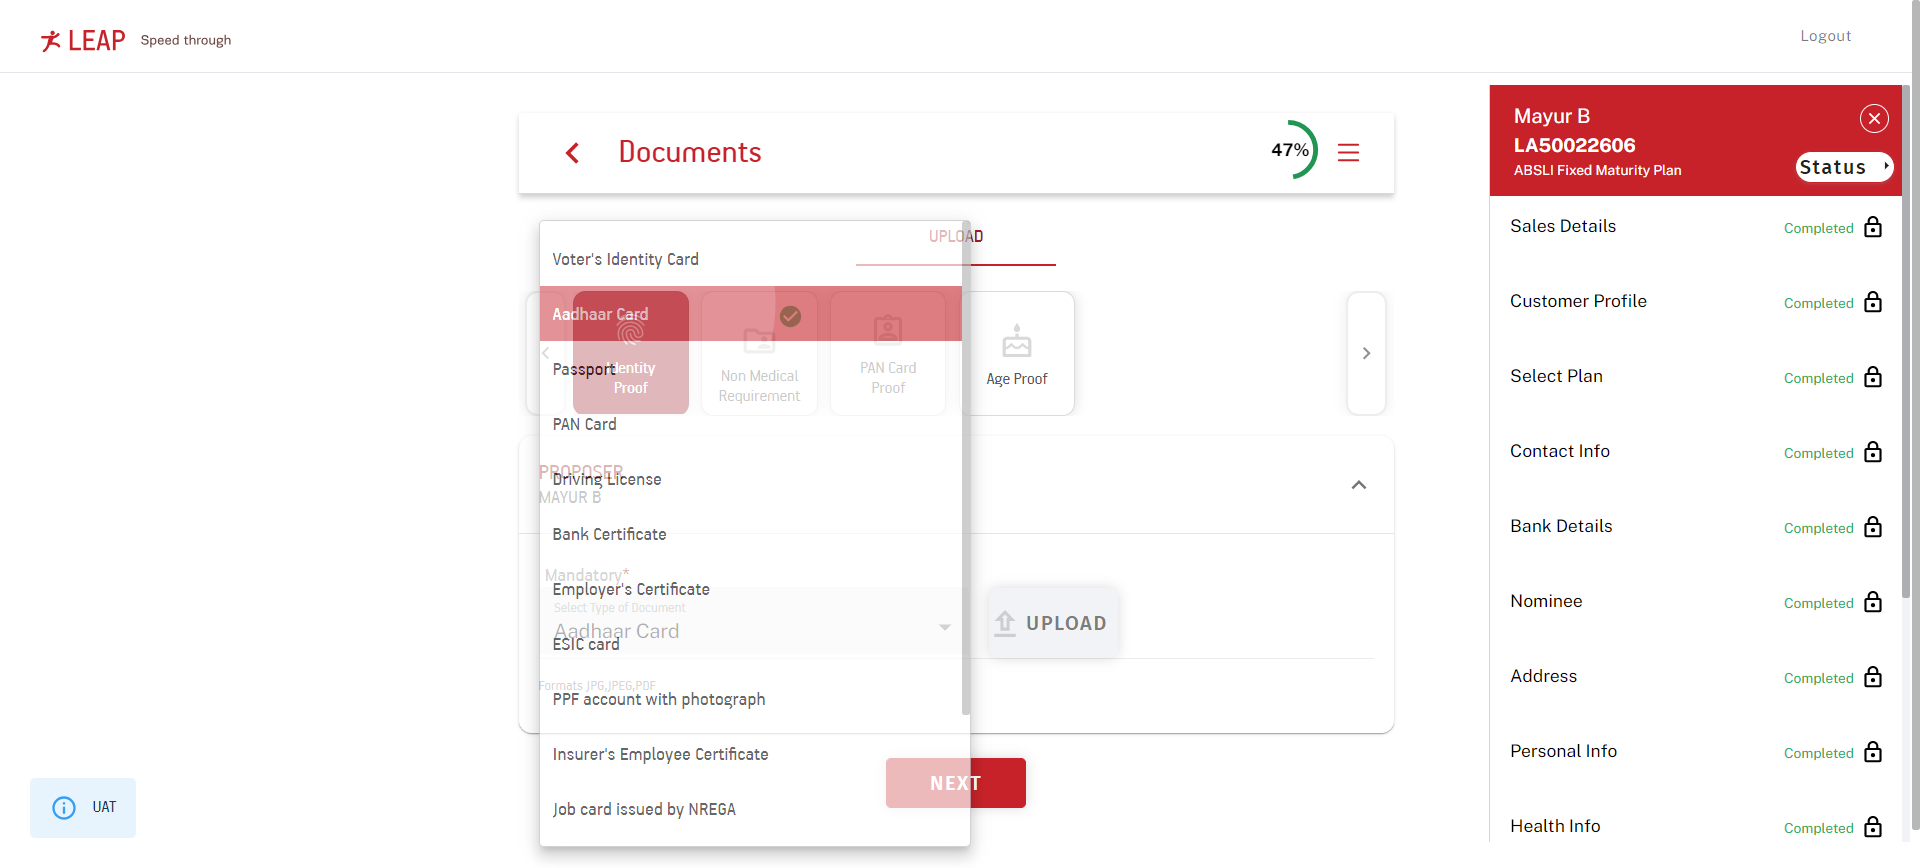 LEAP Speed through
Logout
Documents
47%
Mayur B
LA50022606
ABSLI Fixed Maturity Plan
Status
UPLOAD
Voter's Identity Card
Aadhaar Card
Passport
PAN Card
Driving License
Bank Certificate
Employer's Certificate
ESIC card
PPF account with photograph
Insurer's Employee Certificate
Job card issued by NREGA
Identity
Proof
Non Medical
Requirement
PAN Card
Proof
Age Proof
PROPOSER
MAYUR B
Mandatory*
Select Type of Document
Aadhaar Card
UPLOAD
Formats JPG,JPEG,PDF
NEXT
Sales Details Completed
Customer Profile Completed
Select Plan Completed
Contact Info Completed
Bank Details Completed
Nominee Completed
Address Completed
Personal Info Completed
Health Info Completed
UAT